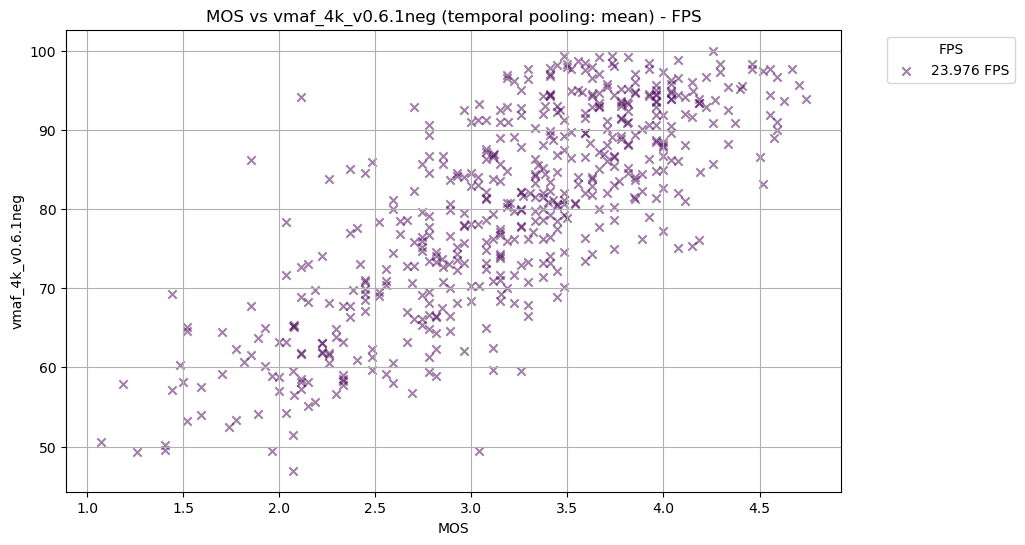 MOS vs vmaf_4k_v0.6.1neg (temporal pooling: mean) - FPS
FPS
23.976 FPS
vmaf_4k_v0.6.1neg
100
90
80
70
60
50
1.0 1.5 2.0 2.5 3.0 3.5 4.0 4.5
MOS